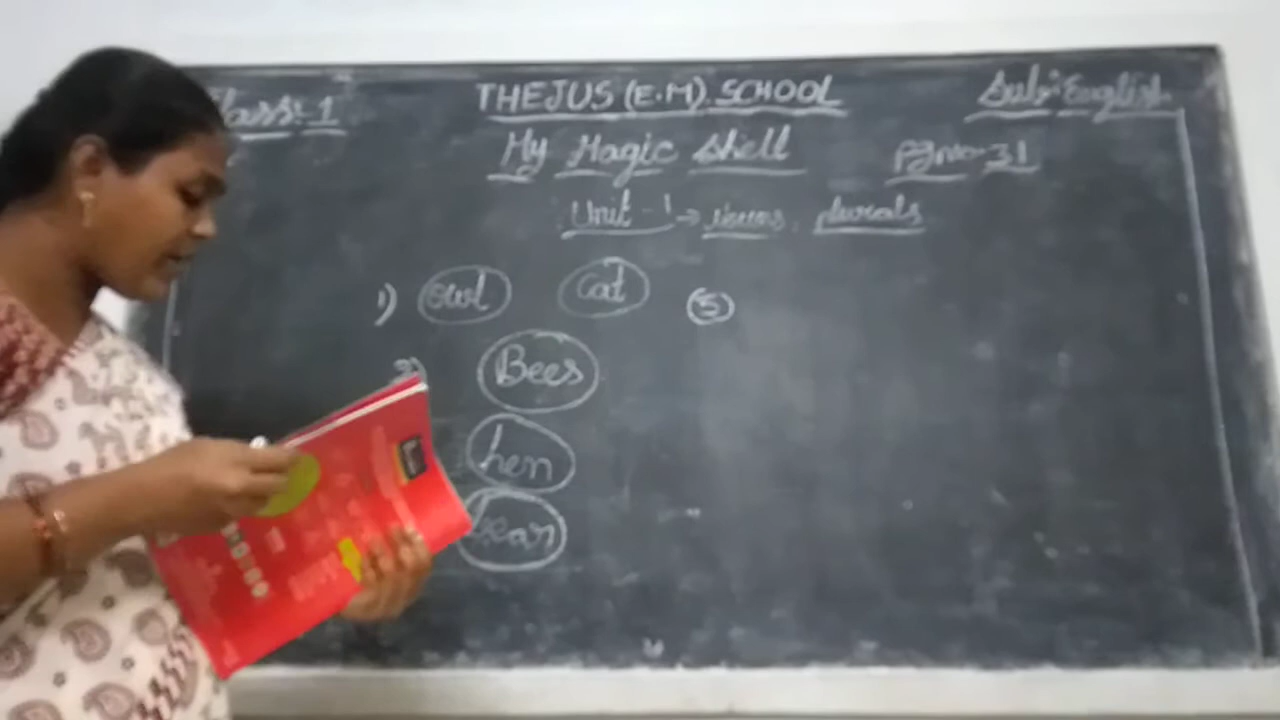 Class: 1 THEJUS (E.M). SCHOOL Sub: English
My Magic Shell Pg no- 31
Unit - 1 → Nouns, plurals
1) owl cat 5
2) Bees
hen